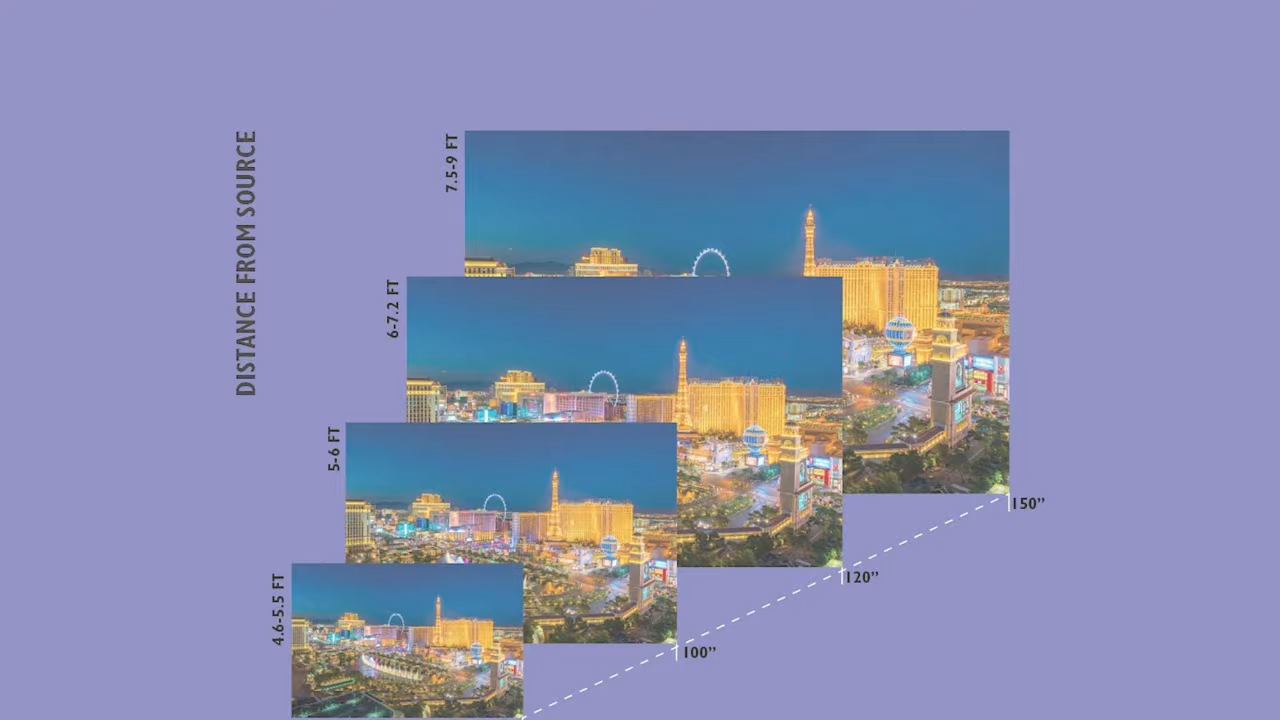 DISTANCE FROM SOURCE
7.5-9 FT
6-7.2 FT
5-6 FT
4.6-5.5 FT
150”
120”
100”